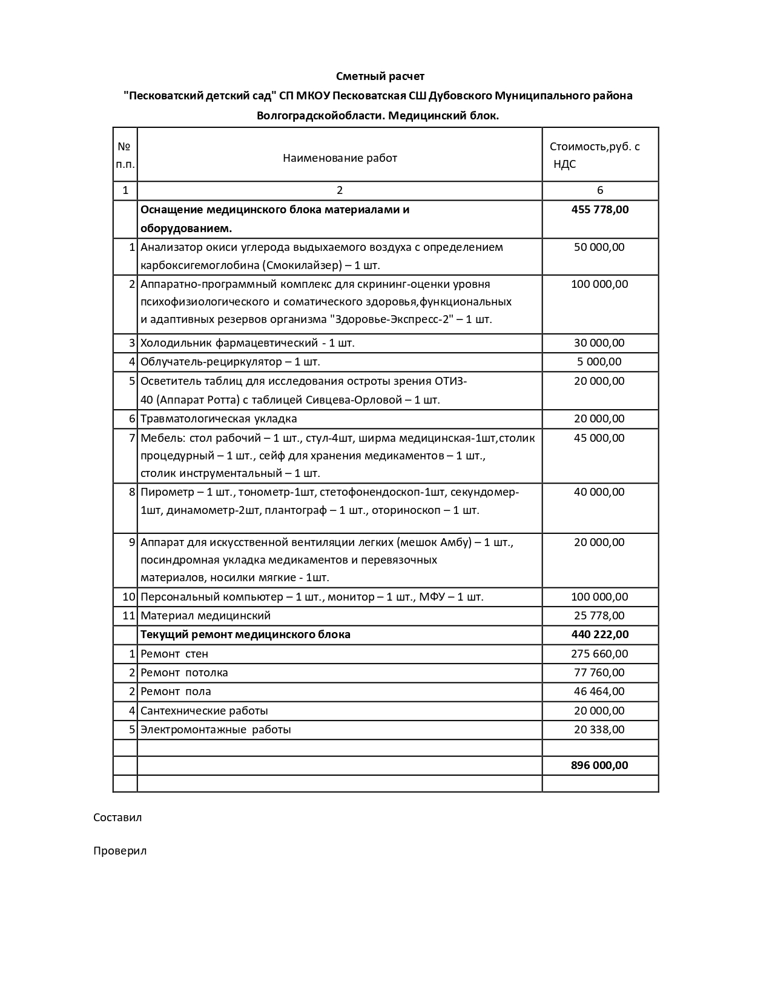 Сметный расчет
"Песковатский детский сад" СП МКОУ Песковатская СШ Дубовского Муниципального района
Волгоградскойобласти. Медицинский блок.
№ п.п. Наименование работ Стоимость,руб. с НДС
1 2 6
Оснащение медицинского блока материалами и 455 778,00
оборудованием.
1 Анализатор окиси углерода выдыхаемого воздуха с определением 50 000,00
карбоксигемоглобина (Смокилайзер) – 1 шт.
2 Аппаратно-программный комплекс для скрининг-оценки уровня 100 000,00
психофизиологического и соматического здоровья,функциональных
и адаптивных резервов организма "Здоровье-Экспресс-2" – 1 шт.
3 Холодильник фармацевтический - 1 шт. 30 000,00
4 Облучатель-рециркулятор – 1 шт. 5 000,00
5 Осветитель таблиц для исследования остроты зрения ОТИЗ- 20 000,00
40 (Аппарат Ротта) с таблицей Сивцева-Орловой – 1 шт.
6 Травматологическая укладка 20 000,00
7 Мебель: стол рабочий – 1 шт., стул-4шт, ширма медицинская-1шт,столик 45 000,00
процедурный – 1 шт., сейф для хранения медикаментов – 1 шт.,
столик инструментальный – 1 шт.
8 Пирометр – 1 шт., тонометр-1шт, стетофонендоскоп-1шт, секундомер- 40 000,00
1шт, динамометр-2шт, плантограф – 1 шт., оториноскоп – 1 шт.
9 Аппарат для искусственной вентиляции легких (мешок Амбу) – 1 шт., 20 000,00
посиндромная укладка медикаментов и перевязочных
материалов, носилки мягкие - 1шт.
10 Персональный компьютер – 1 шт., монитор – 1 шт., МФУ – 1 шт. 100 000,00
11 Материал медицинский 25 778,00
Текущий ремонт медицинского блока 440 222,00
1 Ремонт стен 275 660,00
2 Ремонт потолка 77 760,00
2 Ремонт пола 46 464,00
4 Сантехнические работы 20 000,00
5 Электромонтажные работы 20 338,00
896 000,00
Составил
Проверил